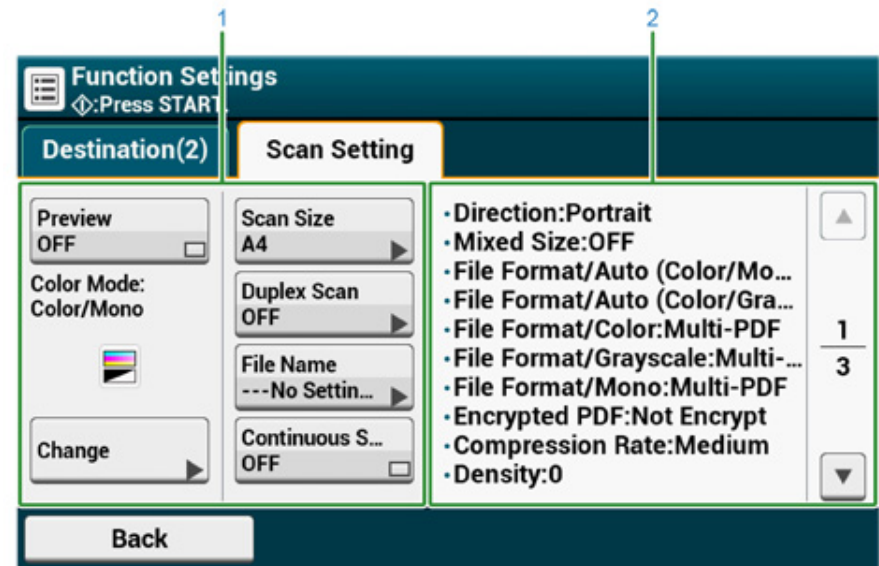 1
2
Function Settings
:Press START.
Destination(2)
Scan Setting
Preview
OFF
Color Mode:
Color/Mono
Change
Scan Size
A4
Duplex Scan
OFF
File Name
---No Settin...
Continuous S...
OFF
・Direction:Portrait
・Mixed Size:OFF
・File Format/Auto (Color/Mo...
・File Format/Auto (Color/Gra...
・File Format/Color:Multi-PDF
・File Format/Grayscale:Multi-...
・File Format/Mono:Multi-PDF
・Encrypted PDF:Not Encrypt
・Compression Rate:Medium
・Density:0
1
3
Back